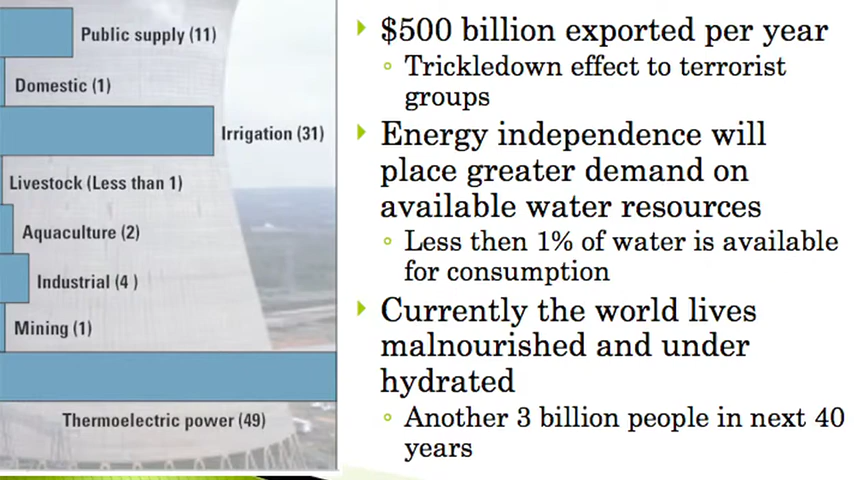 Public supply (11)
Domestic (1)
Irrigation (31)
Livestock (Less than 1)
Aquaculture (2)
Industrial (4 )
Mining (1)
Thermoelectric power (49)
$500 billion exported per year
Trickledown effect to terrorist
groups
Energy independence will
place greater demand on
available water resources
Less then 1% of water is available
for consumption
Currently the world lives
malnourished and under
hydrated
Another 3 billion people in next 40
years